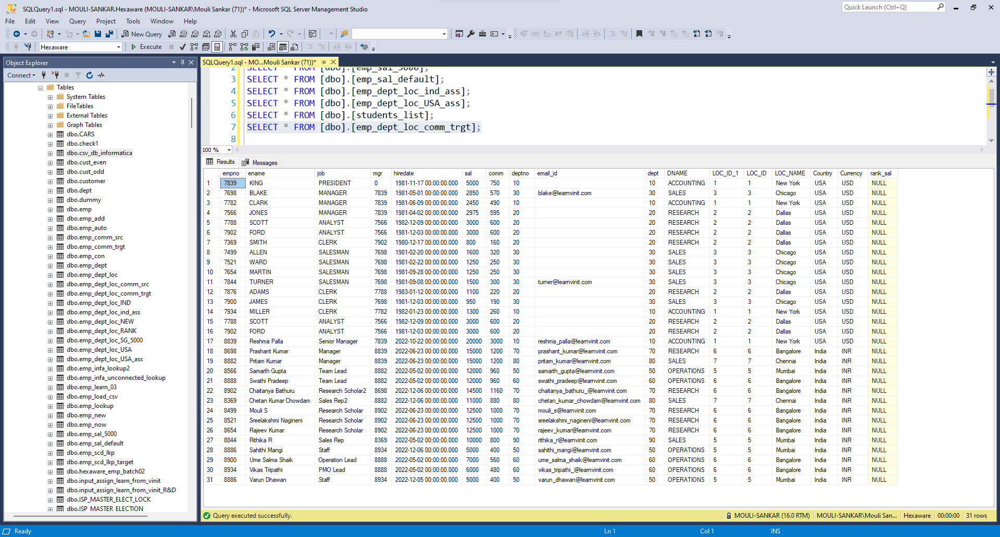 SQLQuery1.sql - MOULI-SANKAR.Hexaware (MOULI-SANKAR\Mouli Sankar (71))* - Microsoft SQL Server Management Studio
Quick Launch (Ctrl+Q)
File Edit View Query Project Tools Window Help
New Query MDX DMX XMLA DAX
Hexaware Execute
Object Explorer
SQLQuery1.sql - MO...Mouli Sankar (71))*
Connect
Tables
System Tables
FileTables
External Tables
Graph Tables
dbo.CARS
dbo.check1
dbo.csv_db_informatica
dbo.cust_even
dbo.cust_odd
dbo.customer
dbo.dept
dbo.dummy
dbo.emp
dbo.emp_add
dbo.emp_auto
dbo.emp_comm_src
dbo.emp_comm_trgt
dbo.emp_con
dbo.emp_dept
dbo.emp_dept_loc
dbo.emp_dept_loc_comm_src
dbo.emp_dept_loc_comm_trgt
dbo.emp_dept_loc_IND
dbo.emp_dept_loc_ind_ass
dbo.emp_dept_loc_NEW
dbo.emp_dept_loc_RANK
dbo.emp_dept_loc_SG_5000
dbo.emp_dept_loc_USA
dbo.emp_dept_loc_USA_ass
dbo.emp_infa_lookup2
dbo.emp_infa_unconnected_lookup
dbo.emp_learn_03
dbo.emp_load_csv
dbo.emp_lookup
dbo.emp_new
dbo.emp_now
dbo.emp_sal_5000
dbo.emp_sal_default
dbo.emp_scd_lkp
dbo.emp_scd_lkp_target
dbo.hexaware_emp_batch02
dbo.input_assign_learn_from_vinit
dbo.input_assign_learn_from_vinit_R&D
dbo.ISP_MASTER_ELECT_LOCK
dbo.ISP_MASTER_ELECTION
2 SELECT * FROM [dbo].[emp_sal_5000];
3 SELECT * FROM [dbo].[emp_sal_default];
4 SELECT * FROM [dbo].[emp_dept_loc_ind_ass];
5 SELECT * FROM [dbo].[emp_dept_loc_USA_ass];
6 SELECT * FROM [dbo].[students_list];
7 SELECT * FROM [dbo].[emp_dept_loc_comm_trgt];
8
100 %
Results Messages
empno ename job mgr hiredate sal comm deptno email_id dept DNAME LOC_ID_1 LOC_ID LOC_NAME Country Currency rank_sal
1 7839 KING PRESIDENT 0 1981-11-17 00:00:00.000 5000 750 10 10 ACCOUNTING 1 1 New York USA USD NULL
2 7698 BLAKE MANAGER 7839 1981-05-01 00:00:00.000 2850 570 30 blake@learnvinit.com 30 SALES 3 3 Chicago USA USD NULL
3 7782 CLARK MANAGER 7839 1981-06-09 00:00:00.000 2450 490 10 10 ACCOUNTING 1 1 New York USA USD NULL
4 7566 JONES MANAGER 7839 1981-04-02 00:00:00.000 2975 595 20 20 RESEARCH 2 2 Dallas USA USD NULL
5 7788 SCOTT ANALYST 7566 1982-12-09 00:00:00.000 3000 600 20 20 RESEARCH 2 2 Dallas USA USD NULL
6 7902 FORD ANALYST 7566 1981-12-03 00:00:00.000 3000 600 20 20 RESEARCH 2 2 Dallas USA USD NULL
7 7369 SMITH CLERK 7902 1980-12-17 00:00:00.000 800 160 20 20 RESEARCH 2 2 Dallas USA USD NULL
8 7499 ALLEN SALESMAN 7698 1981-02-20 00:00:00.000 1600 320 30 30 SALES 3 3 Chicago USA USD NULL
9 7521 WARD SALESMAN 7698 1981-02-22 00:00:00.000 1250 250 30 30 SALES 3 3 Chicago USA USD NULL
10 7654 MARTIN SALESMAN 7698 1981-09-28 00:00:00.000 1250 250 30 30 SALES 3 3 Chicago USA USD NULL
11 7844 TURNER SALESMAN 7698 1981-09-08 00:00:00.000 1500 300 30 turner@learnvinit.com 30 SALES 3 3 Chicago USA USD NULL
12 7876 ADAMS CLERK 7788 1983-01-12 00:00:00.000 1100 220 20 20 RESEARCH 2 2 Dallas USA USD NULL
13 7900 JAMES CLERK 7698 1981-12-03 00:00:00.000 950 190 30 30 SALES 3 3 Chicago USA USD NULL
14 7934 MILLER CLERK 7782 1982-01-23 00:00:00.000 1300 260 10 10 ACCOUNTING 1 1 New York USA USD NULL
15 7788 SCOTT ANALYST 7566 1982-12-09 00:00:00.000 3000 600 20 20 RESEARCH 2 2 Dallas USA USD NULL
16 7902 FORD ANALYST 7566 1981-12-03 00:00:00.000 3000 600 20 20 RESEARCH 2 2 Dallas USA USD NULL
17 8839 Reshma Palla Senior Manager 7839 2022-10-22 00:00:00.000 20000 3000 10 reshma_palla@learnvinit.com 10 ACCOUNTING 1 1 New York USA USD NULL
18 8698 Prashant Kumar Manager 8839 2022-06-23 00:00:00.000 15000 1200 70 prashant_kumar@learnvinit.com 70 RESEARCH 6 6 Bangalore India INR NULL
19 8882 Pritam Kumar Manager 8839 2022-06-23 00:00:00.000 15000 1200 80 pritam_kumar@learnvinit.com 80 SALES 7 7 Chennai India INR NULL
20 8566 Samarth Gupta Team Lead 8882 2022-05-02 00:00:00.000 12000 960 50 samarth_gupta@learnvinit.com 50 OPERATIONS 5 5 Mumbai India INR NULL
21 8888 Swathi Pradeep Team Lead 8882 2022-05-02 00:00:00.000 12000 960 60 swathi_pradeep@learnvinit.com 60 OPERATIONS 6 6 Bangalore India INR NULL
22 8902 Chaitanya Bathuru Research Scholar2 8698 2022-12-06 00:00:00.000 14500 1160 70 chaitanya_bathuru_@learnvinit.com 70 RESEARCH 6 6 Bangalore India INR NULL
23 8369 Chetan Kumar Chowdam Sales Rep2 8882 2022-12-06 00:00:00.000 11000 880 80 chetan_kumar_chowdam@learnvinit.com 80 SALES 7 7 Chennai India INR NULL
24 8499 Mouli S Research Scholar 8902 2022-06-23 00:00:00.000 12500 1000 70 mouli_s@learnvinit.com 70 RESEARCH 6 6 Bangalore India INR NULL
25 8521 Sreelakshmi Nagineni Research Scholar 8902 2022-06-23 00:00:00.000 12500 1000 70 sreelakshmi_nagineni@learnvinit.com 70 RESEARCH 6 6 Bangalore India INR NULL
26 8654 Rajeev Kumar Research Scholar 8902 2022-06-23 00:00:00.000 12500 1000 70 rajeev_kumar@learnvinit.com 70 RESEARCH 6 6 Bangalore India INR NULL
27 8844 Rithika R Sales Rep 8369 2022-05-02 00:00:00.000 10000 800 90 rithika_r@learnvinit.com 90 SALES 5 5 Mumbai India INR NULL
28 8886 Sahithi Mangi Staff 8934 2022-12-06 00:00:00.000 5000 400 50 sahithi_mangi@learnvinit.com 50 OPERATIONS 5 5 Mumbai India INR NULL
29 8900 Ume Salma Shaik Operation Lead 8888 2022-05-02 00:00:00.000 7000 560 60 ume_salma_shaik@learnvinit.com 60 OPERATIONS 6 6 Bangalore India INR NULL
30 8934 Vikas Tripathi PMO Lead 8888 2022-05-02 00:00:00.000 6000 480 60 vikas_tripathi_@learnvinit.com 60 OPERATIONS 6 6 Bangalore India INR NULL
31 8886 Varun Dhawan Staff 8934 2022-12-05 00:00:00.000 5000 400 50 varun_dhawan@learnvinit.com 50 OPERATIONS 5 5 Mumbai India INR NULL
Query executed successfully. MOULI-SANKAR (16.0 RTM) MOULI-SANKAR\Mouli San... Hexaware 00:00:00 31 rows
Ready Ln 1 Col 1 INS